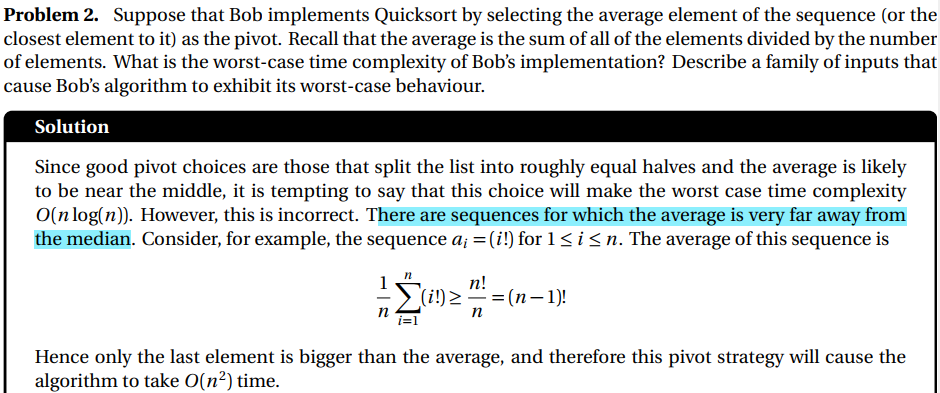 Problem 2. Suppose that Bob implements Quicksort by selecting the average element of the sequence (or the
closest element to it) as the pivot. Recall that the average is the sum of all of the elements divided by the number
of elements. What is the worst-case time complexity of Bob's implementation? Describe a family of inputs that
cause Bob's algorithm to exhibit its worst-case behaviour.
Solution
Since good pivot choices are those that split the list into roughly equal halves and the average is likely
to be near the middle, it is tempting to say that this choice will make the worst case time complexity
O(n log(n)). However, this is incorrect. There are sequences for which the average is very far away from
the median. Consider, for example, the sequence aᵢ = (i!) for 1 ≤ i ≤ n. The average of this sequence is
1/n ∑_{i=1}^{n} (i!) ≥ n!/n = (n − 1)!
Hence only the last element is bigger than the average, and therefore this pivot strategy will cause the
algorithm to take O(n²) time.